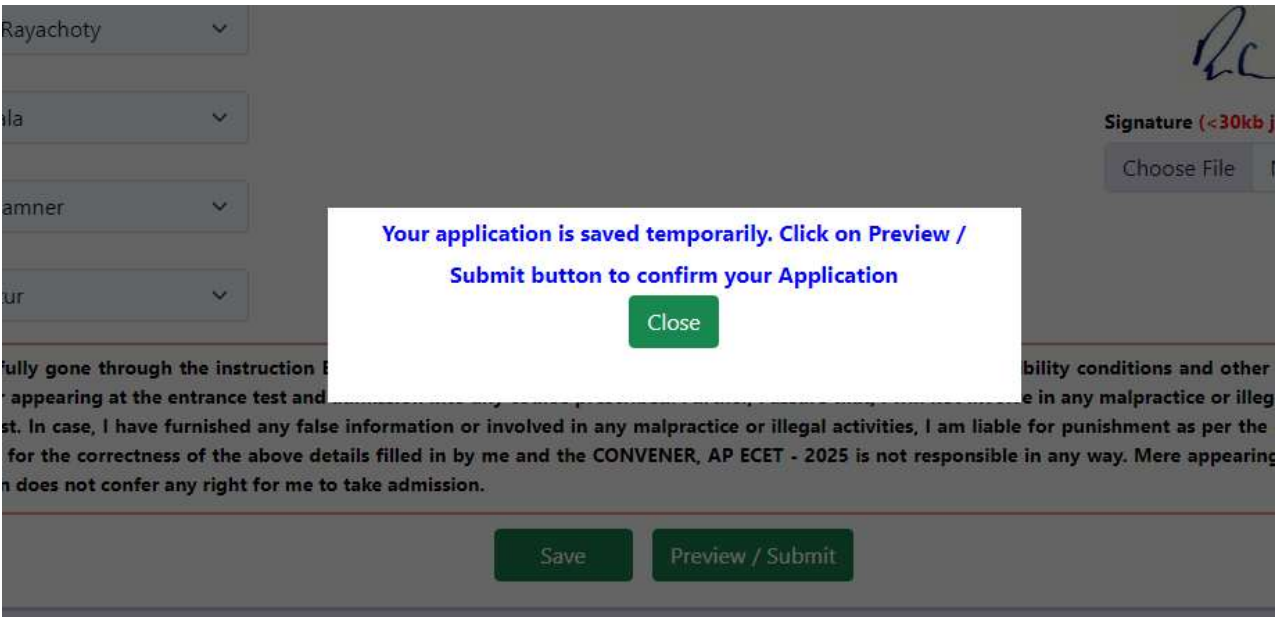 Rayachoty
ala
Signature (<30kb j
Choose File
amner
Your application is saved temporarily. Click on Preview /
Submit button to confirm your Application
tur
Close
fully gone through the instruction bility conditions and other
r appearing at the entrance test and e in any malpractice or illeg
st. In case, I have furnished any false information or involved in any malpractice or illegal activities, I am liable for punishment as per the
for the correctness of the above details filled in by me and the CONVENER, AP ECET - 2025 is not responsible in any way. Mere appearing
n does not confer any right for me to take admission.
Save
Preview / Submit